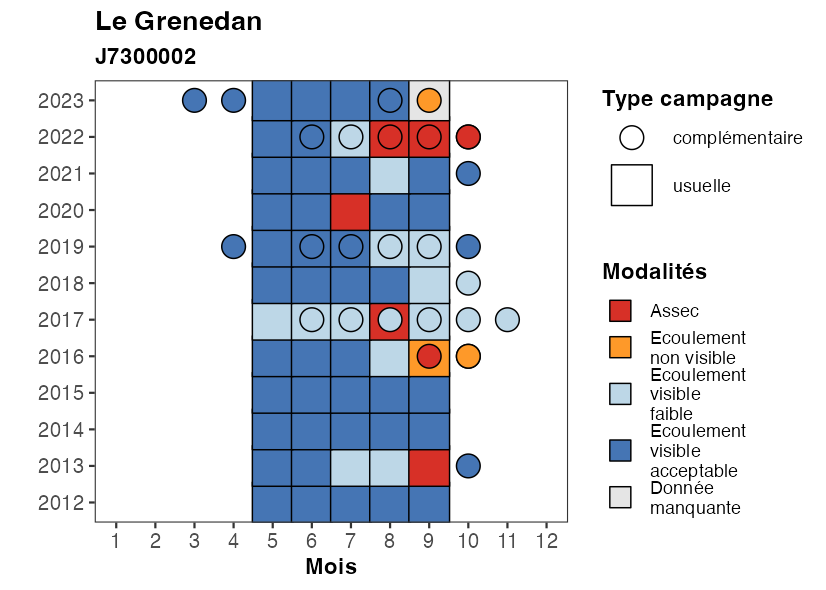 Le Grenedan
J7300002
2023
2022
2021
2020
2019
2018
2017
2016
2015
2014
2013
2012
1 2 3 4 5 6 7 8 9 10 11 12
Mois
Type campagne
complémentaire
usuelle
Modalités
Assec
Ecoulement
non visible
Ecoulement
visible
faible
Ecoulement
visible
acceptable
Donnée
manquante